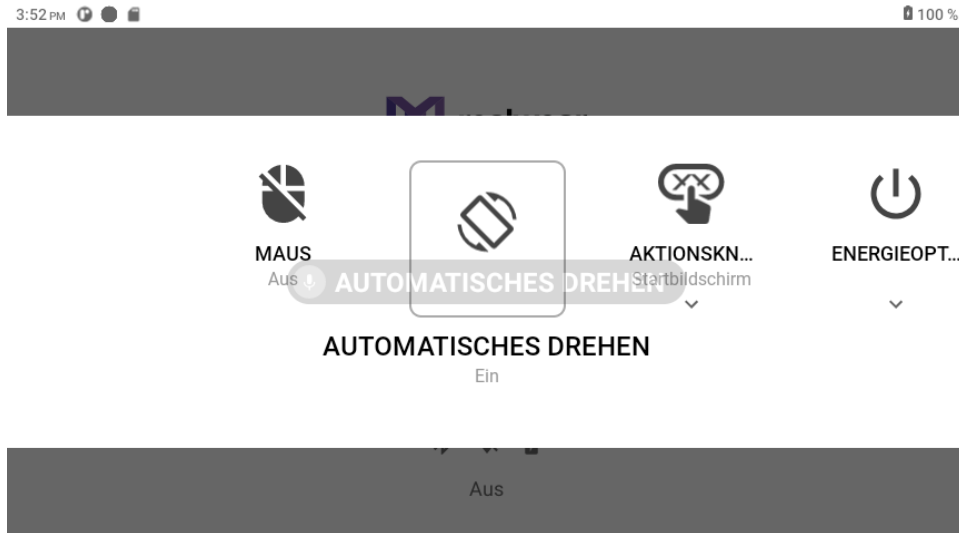 3:52 PM
100 %
MAUS
Aus
AUTOMATISCHES DREHEN
AKTIONSKN...
Startbildschirm
ENERGIEOPT...
AUTOMATISCHES DREHEN
Ein
Aus